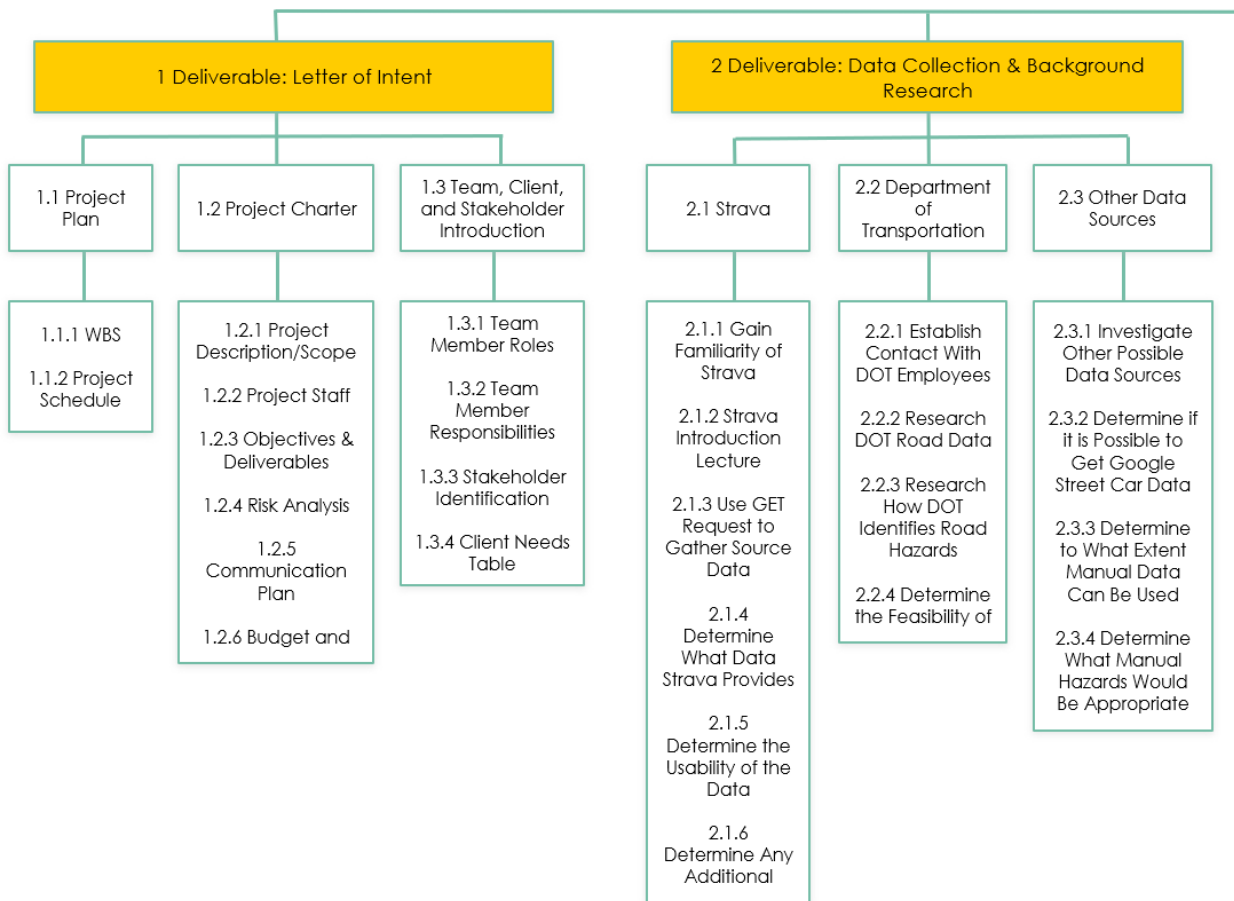 1 Deliverable: Letter of Intent
2 Deliverable: Data Collection & Background
Research
1.1 Project
Plan
1.2 Project Charter
1.3 Team, Client,
and Stakeholder
Introduction
2.1 Strava
2.2 Department
of
Transportation
2.3 Other Data
Sources
1.1.1 WBS
1.1.2 Project
Schedule
1.2.1 Project
Description/Scope
1.2.2 Project Staff
1.2.3 Objectives &
Deliverables
1.2.4 Risk Analysis
1.2.5
Communication
Plan
1.2.6 Budget and
1.3.1 Team
Member Roles
1.3.2 Team
Member
Responsibilities
1.3.3 Stakeholder
Identification
1.3.4 Client Needs
Table
2.1.1 Gain
Familiarity of
Strava
2.1.2 Strava
Introduction
Lecture
2.1.3 Use GET
Request to
Gather Source
Data
2.1.4
Determine
What Data
Strava Provides
2.1.5
Determine the
Usability of the
Data
2.1.6
Determine Any
Additional
2.2.1 Establish
Contact With
DOT Employees
2.2.2 Research
DOT Road Data
2.2.3 Research
How DOT
Identifies Road
Hazards
2.2.4 Determine
the Feasibility of
2.3.1 Investigate
Other Possible
Data Sources
2.3.2 Determine if
it is Possible to
Get Google
Street Car Data
2.3.3 Determine
to What Extent
Manual Data
Can Be Used
2.3.4 Determine
What Manual
Hazards Would
Be Appropriate